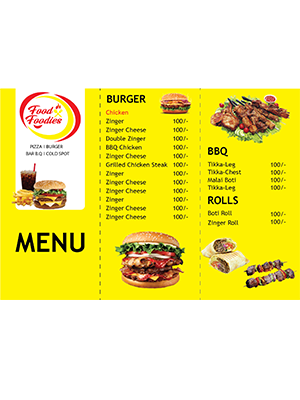 Food
Foodies
PIZZA | BURGER
BAR B.Q | COLD SPOT
MENU
BURGER
Chicken
Zinger 100/-
Zinger Cheese 100/-
Double Zinger 100/-
BBQ Chicken 100/-
Zinger Cheese 100/-
Grilled Chicken Steak 100/-
Zinger 100/-
Zinger Cheese 100/-
Zinger 100/-
Zinger Cheese 100/-
Zinger Cheese 100/-
Zinger Cheese 100/-
BBQ
Tikka-Leg 100/-
Tikka-Chest 100/-
Malai Boti 100/-
Tikka-Leg 100/-
ROLLS
Boti Roll 100/-
Zinger Roll 100/-